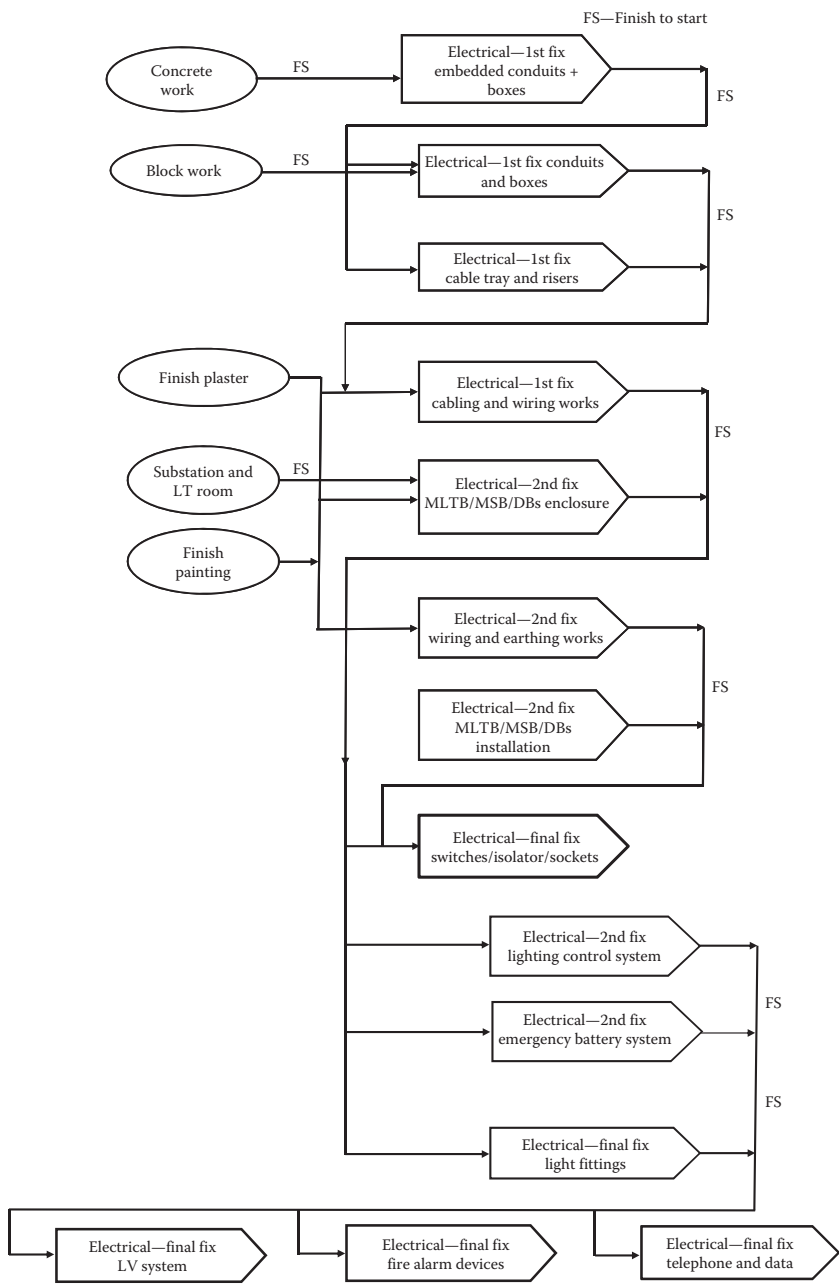 FS—Finish to start
Concrete
work
FS
Electrical—1st fix
embedded conduits +
boxes
FS
Block work
FS
Electrical—1st fix conduits
and boxes
FS
Electrical—1st fix
cable tray and risers
Finish plaster
Electrical—1st fix
cabling and wiring works
FS
Substation and
LT room
FS
Electrical—2nd fix
MLTB/MSB/DBs enclosure
Finish
painting
Electrical—2nd fix
wiring and earthing works
FS
Electrical—2nd fix
MLTB/MSB/DBs
installation
Electrical—final fix
switches/isolator/sockets
Electrical—2nd fix
lighting control system
FS
Electrical—2nd fix
emergency battery system
FS
Electrical—final fix
light fittings
Electrical—final fix
LV system
Electrical—final fix
fire alarm devices
Electrical—final fix
telephone and data